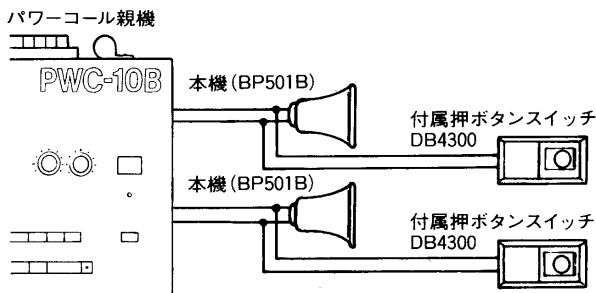 パワーコール親機
PWC-10B
本機(BP501B)
付属押ボタンスイッチ
DB4300
本機(BP501B)
付属押ボタンスイッチ
DB4300